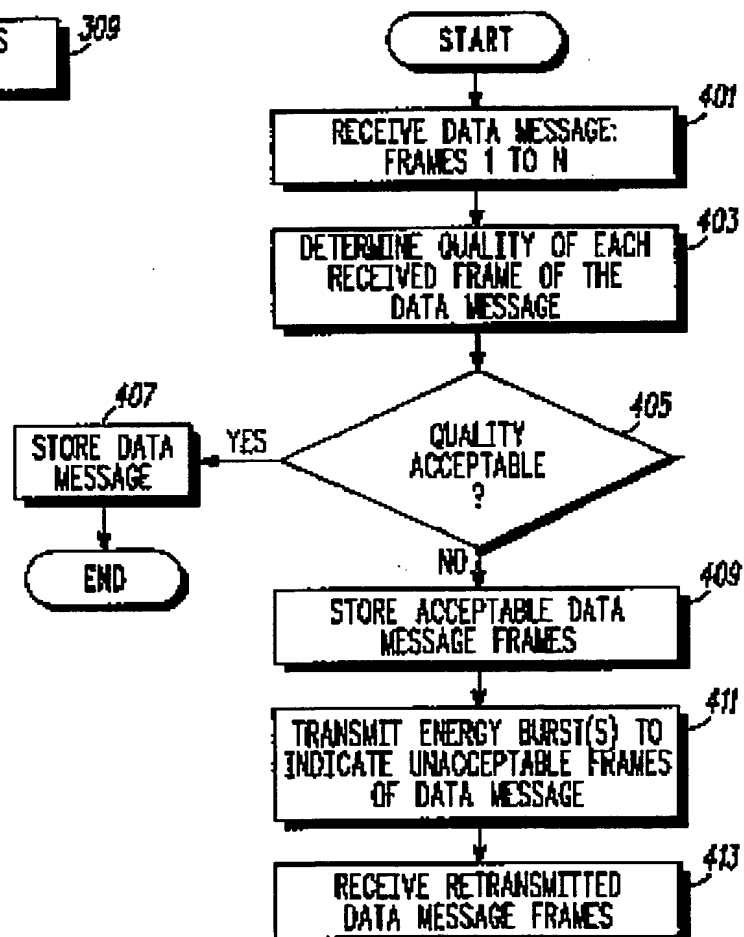 S
309
START
401
RECEIVE DATA MESSAGE:
FRAMES 1 TO N
403
DETERMINE QUALITY OF EACH
RECEIVED FRAME OF THE
DATA MESSAGE
405
QUALITY
ACCEPTABLE
?
YES
407
STORE DATA
MESSAGE
END
NO
409
STORE ACCEPTABLE DATA
MESSAGE FRAMES
411
TRANSMIT ENERGY BURST(S) TO
INDICATE UNACCEPTABLE FRAMES
OF DATA MESSAGE
413
RECEIVE RETRANSMITTED
DATA MESSAGE FRAMES